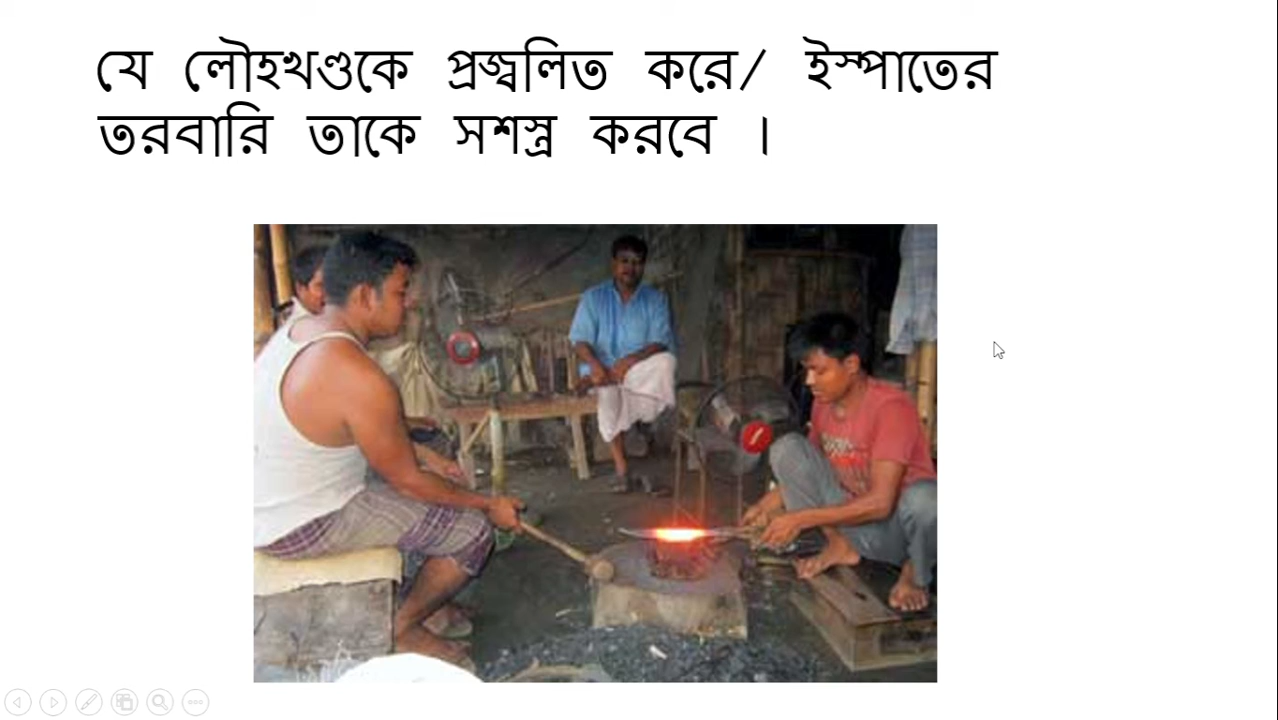 যে লৌহখণ্ডকে প্রজ্বলিত করে/ ইস্পাতের
তরবারি তাকে সশস্ত্র করবে ।